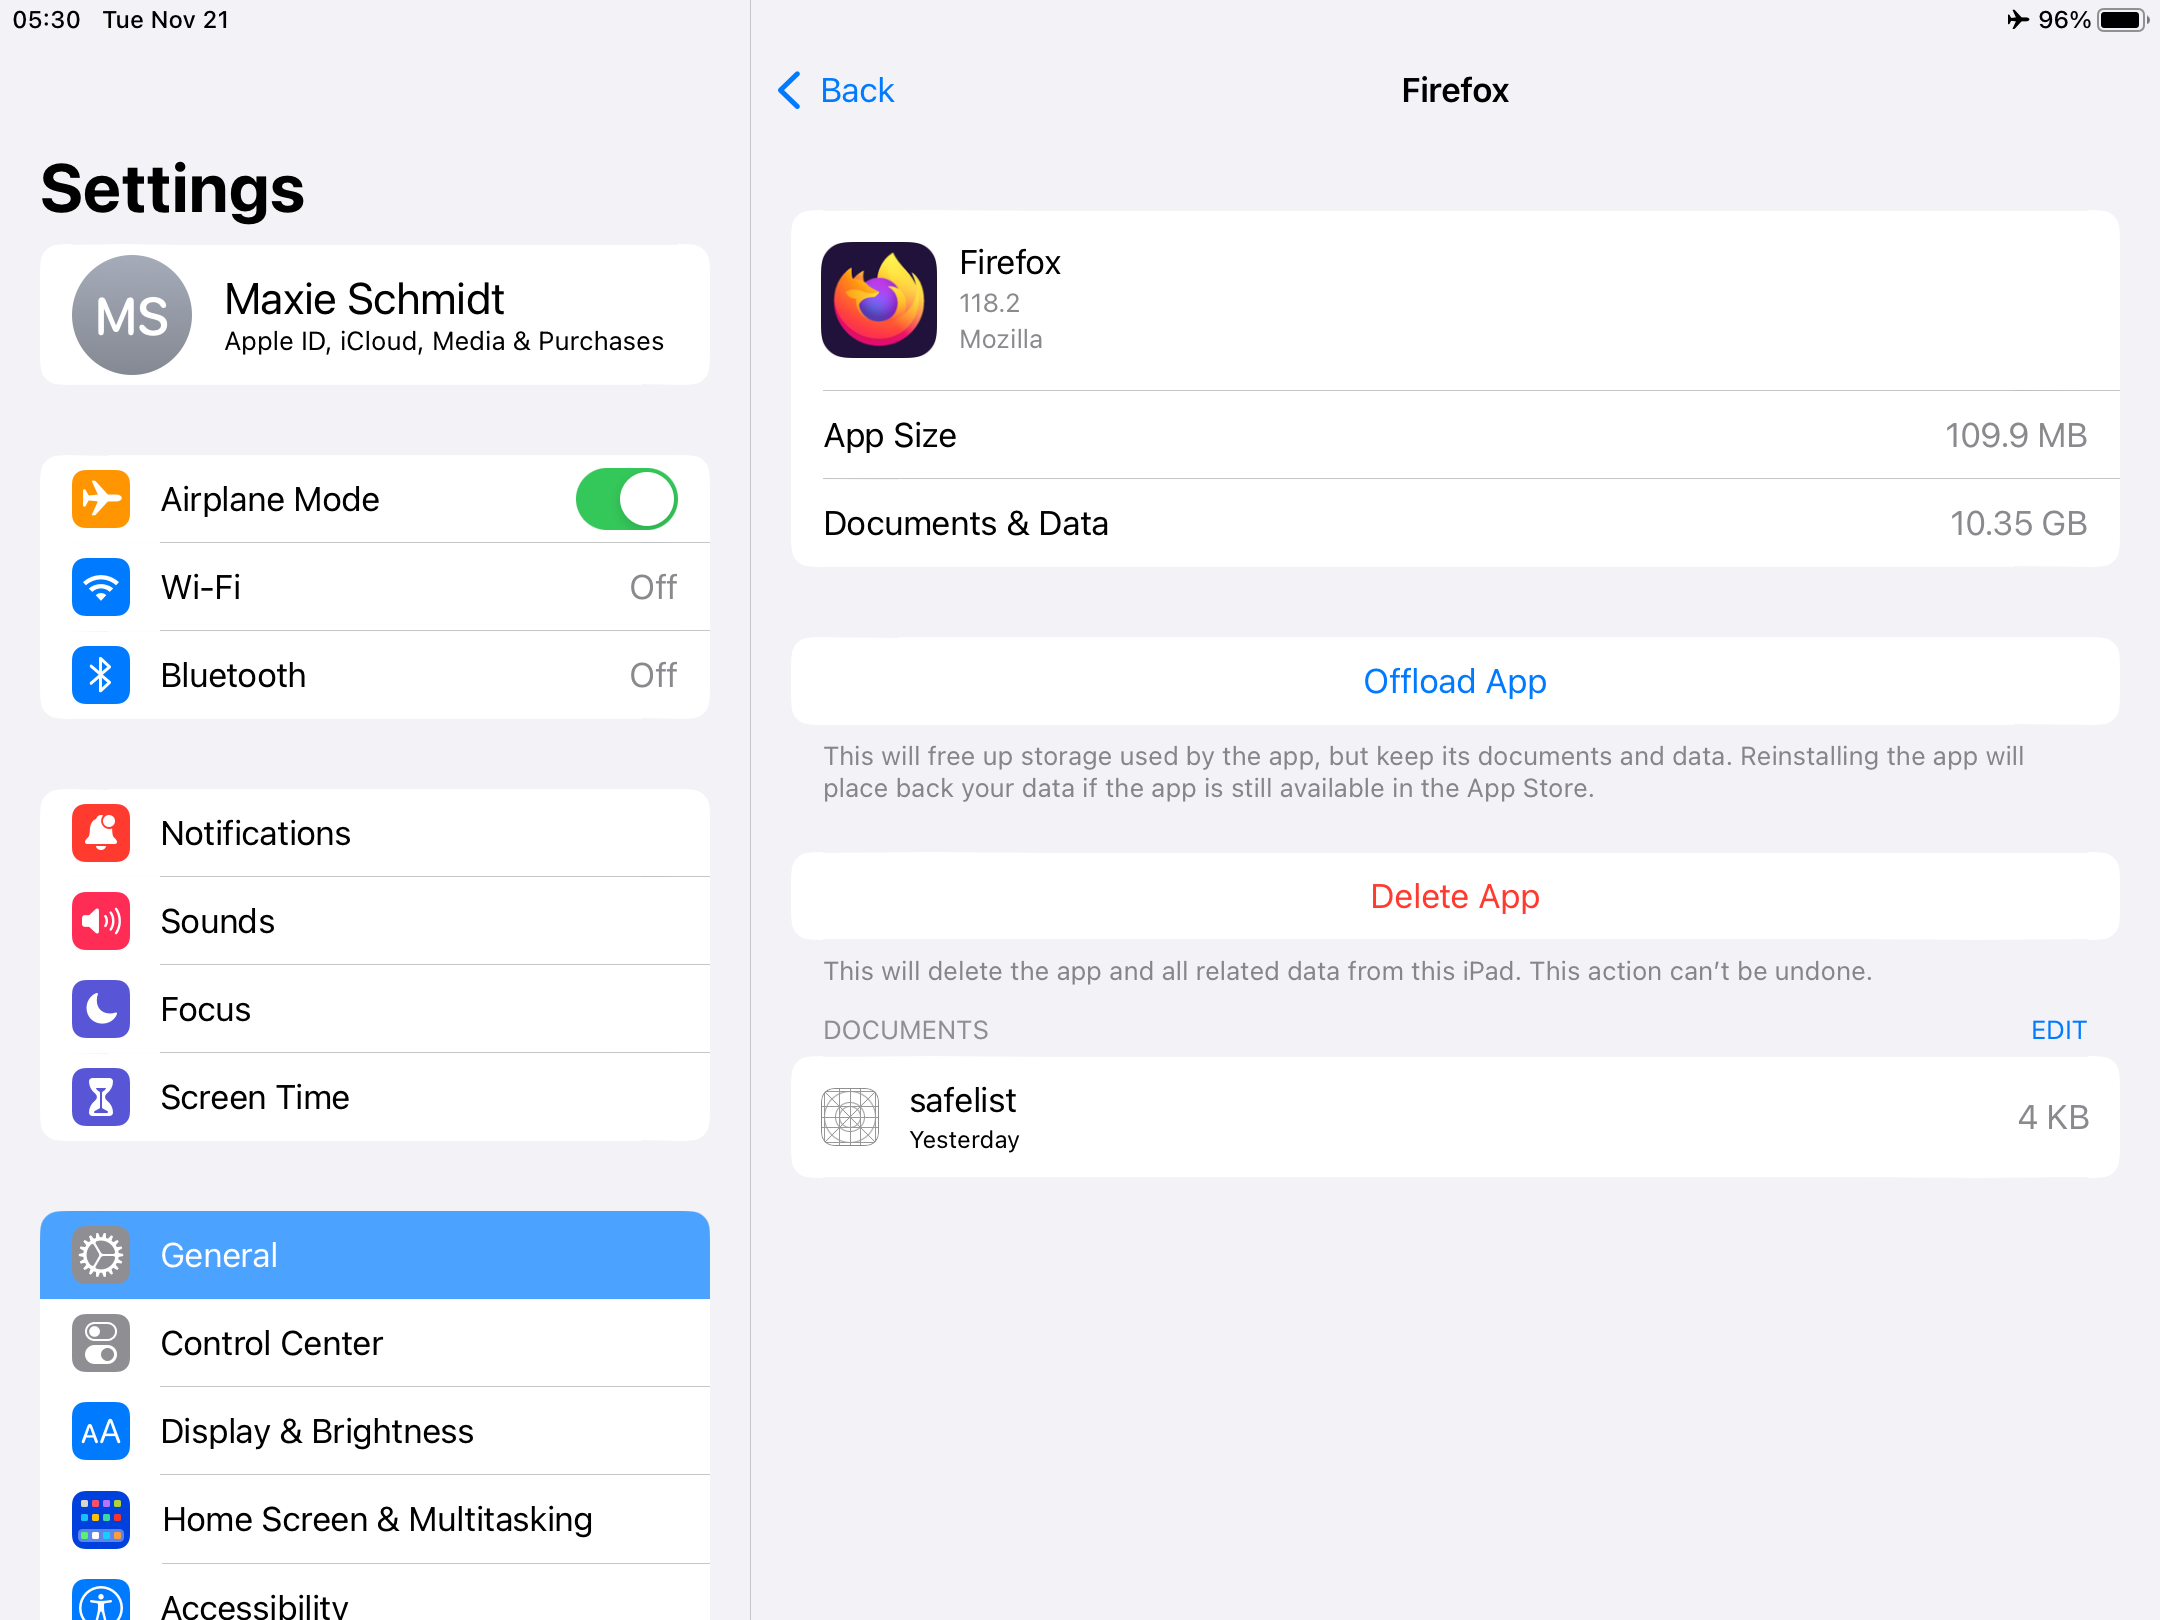 05:30 Tue Nov 21
96%
Settings
MS
Maxie Schmidt
Apple ID, iCloud, Media & Purchases
Airplane Mode
Wi-Fi Off
Bluetooth Off
Notifications
Sounds
Focus
Screen Time
General
Control Center
AA
Display & Brightness
Home Screen & Multitasking
Accessibility
Back
Firefox
Firefox
118.2
Mozilla
App Size 109.9 MB
Documents & Data 10.35 GB
Offload App
This will free up storage used by the app, but keep its documents and data. Reinstalling the app will
place back your data if the app is still available in the App Store.
Delete App
This will delete the app and all related data from this iPad. This action can’t be undone.
DOCUMENTS EDIT
safelist
Yesterday
4 KB